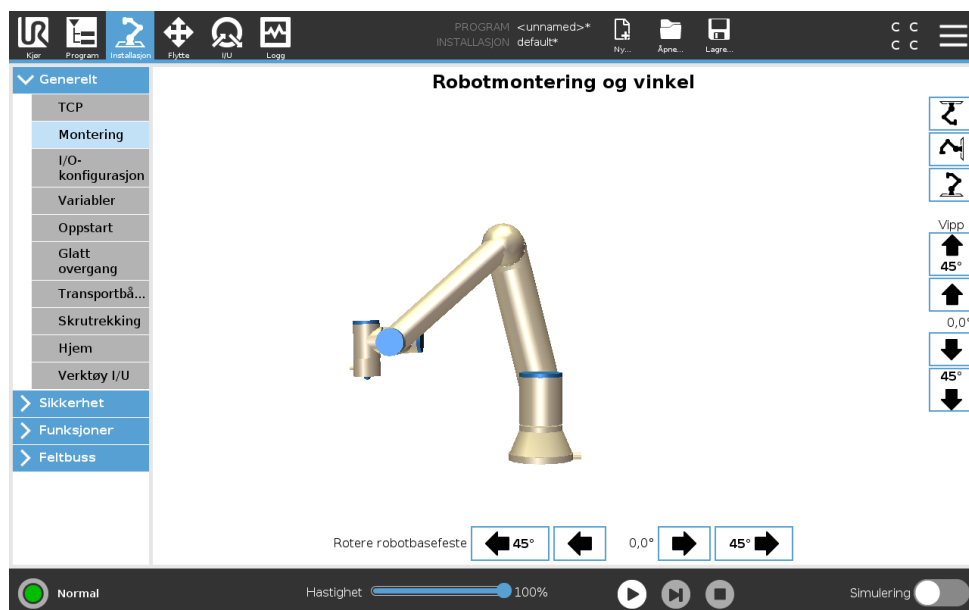 UR
Kjør
Program
Installasjon
Flytte
I/U
Logg
PROGRAM <unnamed>*
INSTALLASJON default*
Ny...
Åpne...
Lagre...
C C
C C
Generelt
TCP
Montering
I/O-
konfigurasjon
Variabler
Oppstart
Glatt
overgang
Transportbå...
Skrutrekking
Hjem
Verktøy I/U
Sikkerhet
Funksjoner
Feltbuss
Robotmontering og vinkel
Vipp
45°
0,0°
45°
Rotere robotbasefeste
45°
0,0°
45°
Normal
Hastighet
100%
Simulering